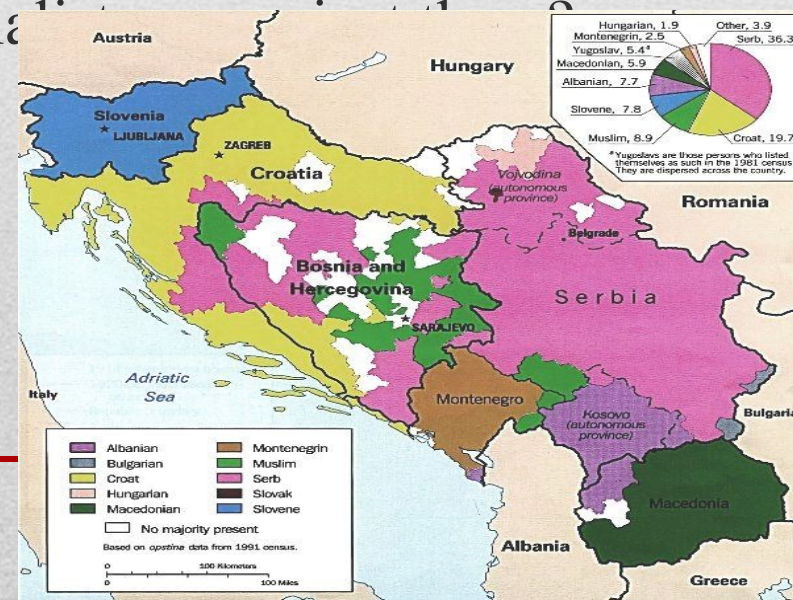 Austria
Hungary
Slovenia
LJUBLJANA
ZAGREB
Croatia
Vojvodina
(autonomous
province)
Romania
Belgrade
Bosnia and
Hercegovina
SARAJEVO
Serbia
Adriatic
Sea
Italy
Montenegro
Kosovo
(autonomous
province)
Bulgaria
Macedonia
Albania
Greece
Hungarian, 1.9
Other, 3.9
Montenegrin, 2.5
Serb, 36.3
Yugoslav, 5.4ª
Macedonian, 5.9
Albanian, 7.7
Slovene, 7.8
Muslim, 8.9
Croat, 19.7
ªYugoslavs are those persons who listed
themselves as such in the 1981 census.
They are dispersed across the country.
Albanian
Bulgarian
Croat
Hungarian
Macedonian
Montenegrin
Muslim
Serb
Slovak
Slovene
No majority present
Based on opstina data from 1991 census.
0 100 Kilometers
0 100 Miles